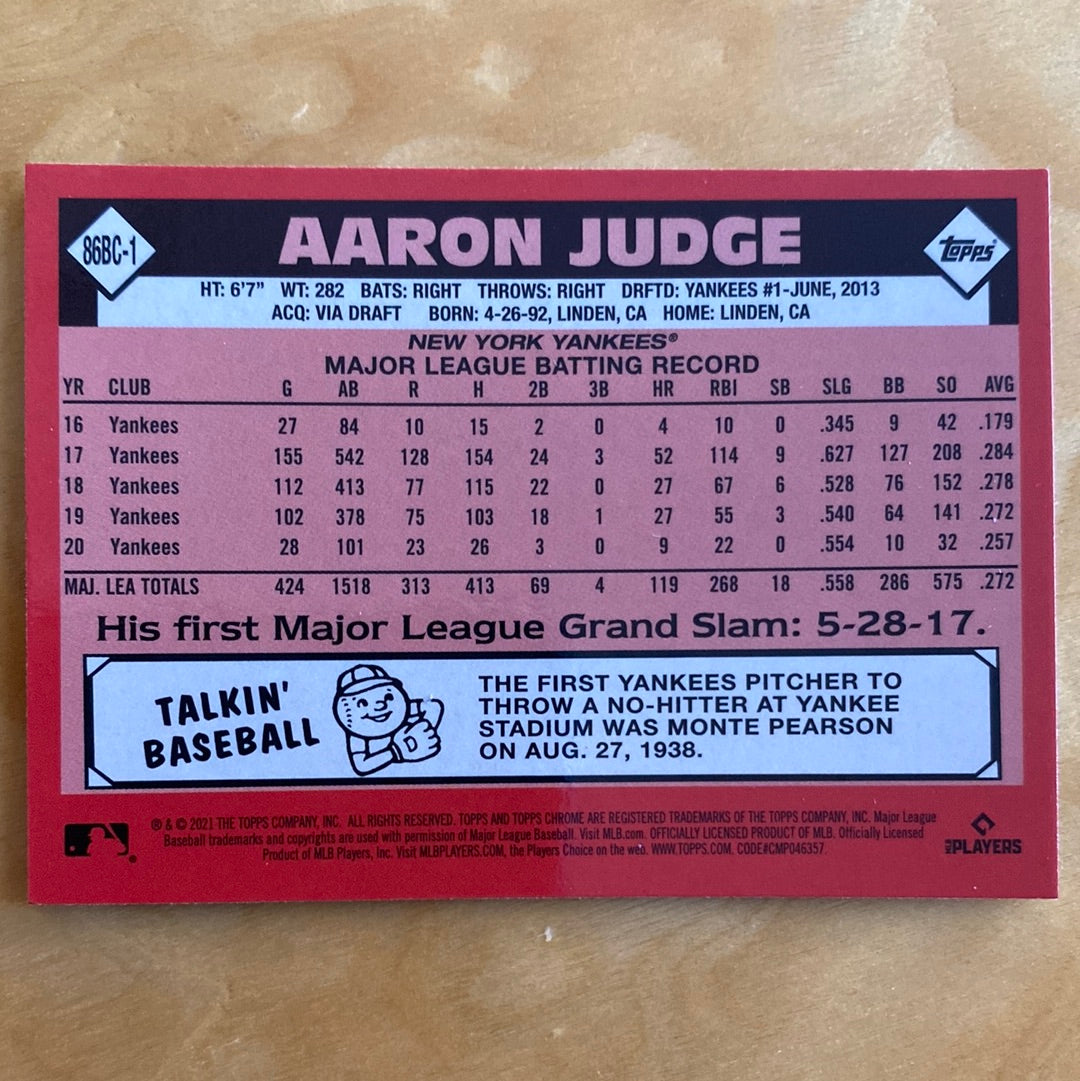 86BC-1 AARON JUDGE Topps®
HT: 6'7" WT: 282 BATS: RIGHT THROWS: RIGHT DRFTD: YANKEES #1-JUNE, 2013
ACQ: VIA DRAFT BORN: 4-26-92, LINDEN, CA HOME: LINDEN, CA
NEW YORK YANKEES®
MAJOR LEAGUE BATTING RECORD
YR CLUB G AB R H 2B 3B HR RBI SB SLG BB SO AVG
16 Yankees 27 84 10 15 2 0 4 10 0 .345 9 42 .179
17 Yankees 155 542 128 154 24 3 52 114 9 .627 127 208 .284
18 Yankees 112 413 77 115 22 0 27 67 6 .528 76 152 .278
19 Yankees 102 378 75 103 18 1 27 55 3 .540 64 141 .272
20 Yankees 28 101 23 26 3 0 9 22 0 .554 10 32 .257
MAJ. LEA TOTALS 424 1518 313 413 69 4 119 268 18 .558 286 575 .272
His first Major League Grand Slam: 5-28-17.
TALKIN'
BASEBALL
THE FIRST YANKEES PITCHER TO
THROW A NO-HITTER AT YANKEE
STADIUM WAS MONTE PEARSON
ON AUG. 27, 1938.
® & © 2021 THE TOPPS COMPANY, INC. ALL RIGHTS RESERVED. TOPPS AND TOPPS CHROME ARE REGISTERED TRADEMARKS OF THE TOPPS COMPANY, INC. Major League
Baseball trademarks and copyrights are used with permission of Major League Baseball. Visit MLB.com. OFFICIALLY LICENSED PRODUCT OF MLB. Officially Licensed
Product of MLB Players, Inc. Visit MLBPLAYERS.COM, the Players Choice on the web. WWW.TOPPS.COM. CODE#CMP046357.
MLB PLAYERS